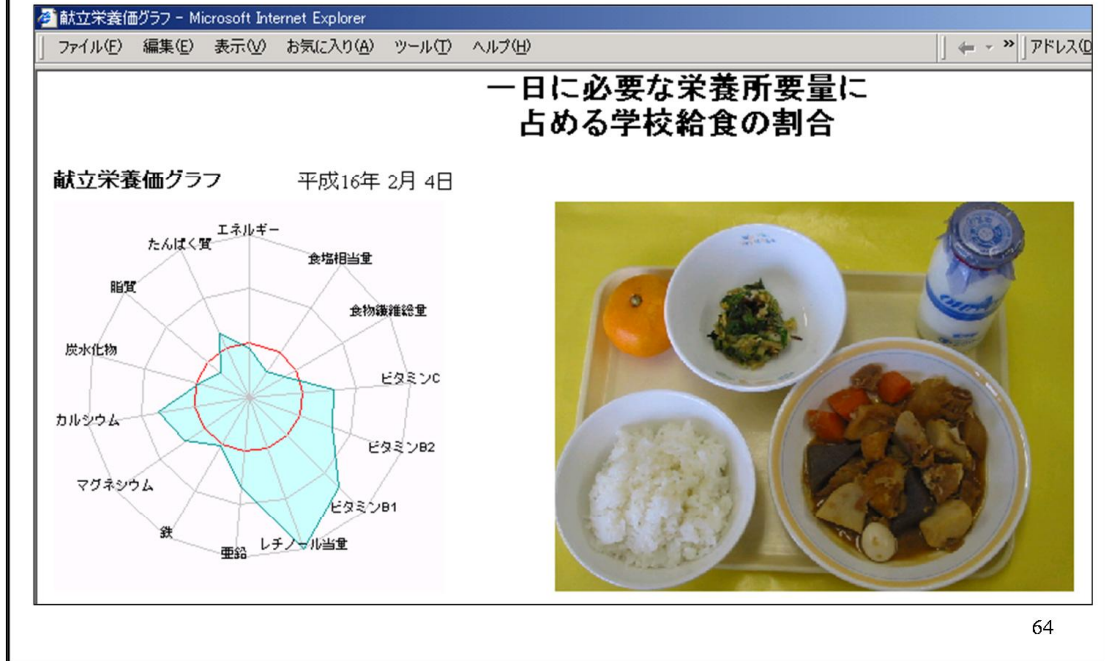 献立栄養価グラフ - Microsoft Internet Explorer
ファイル(F) 編集(E) 表示(V) お気に入り(A) ツール(T) ヘルプ(H)
アドレス(D
一日に必要な栄養所要量に
占める学校給食の割合
献立栄養価グラフ 平成16年 2月 4日
エネルギー
たんぱく質
食塩相当量
脂質
食物繊維総量
炭水化物
ビタミンC
カルシウム
ビタミンB2
マグネシウム
ビタミンB1
鉄
亜鉛
レチノール当量
64